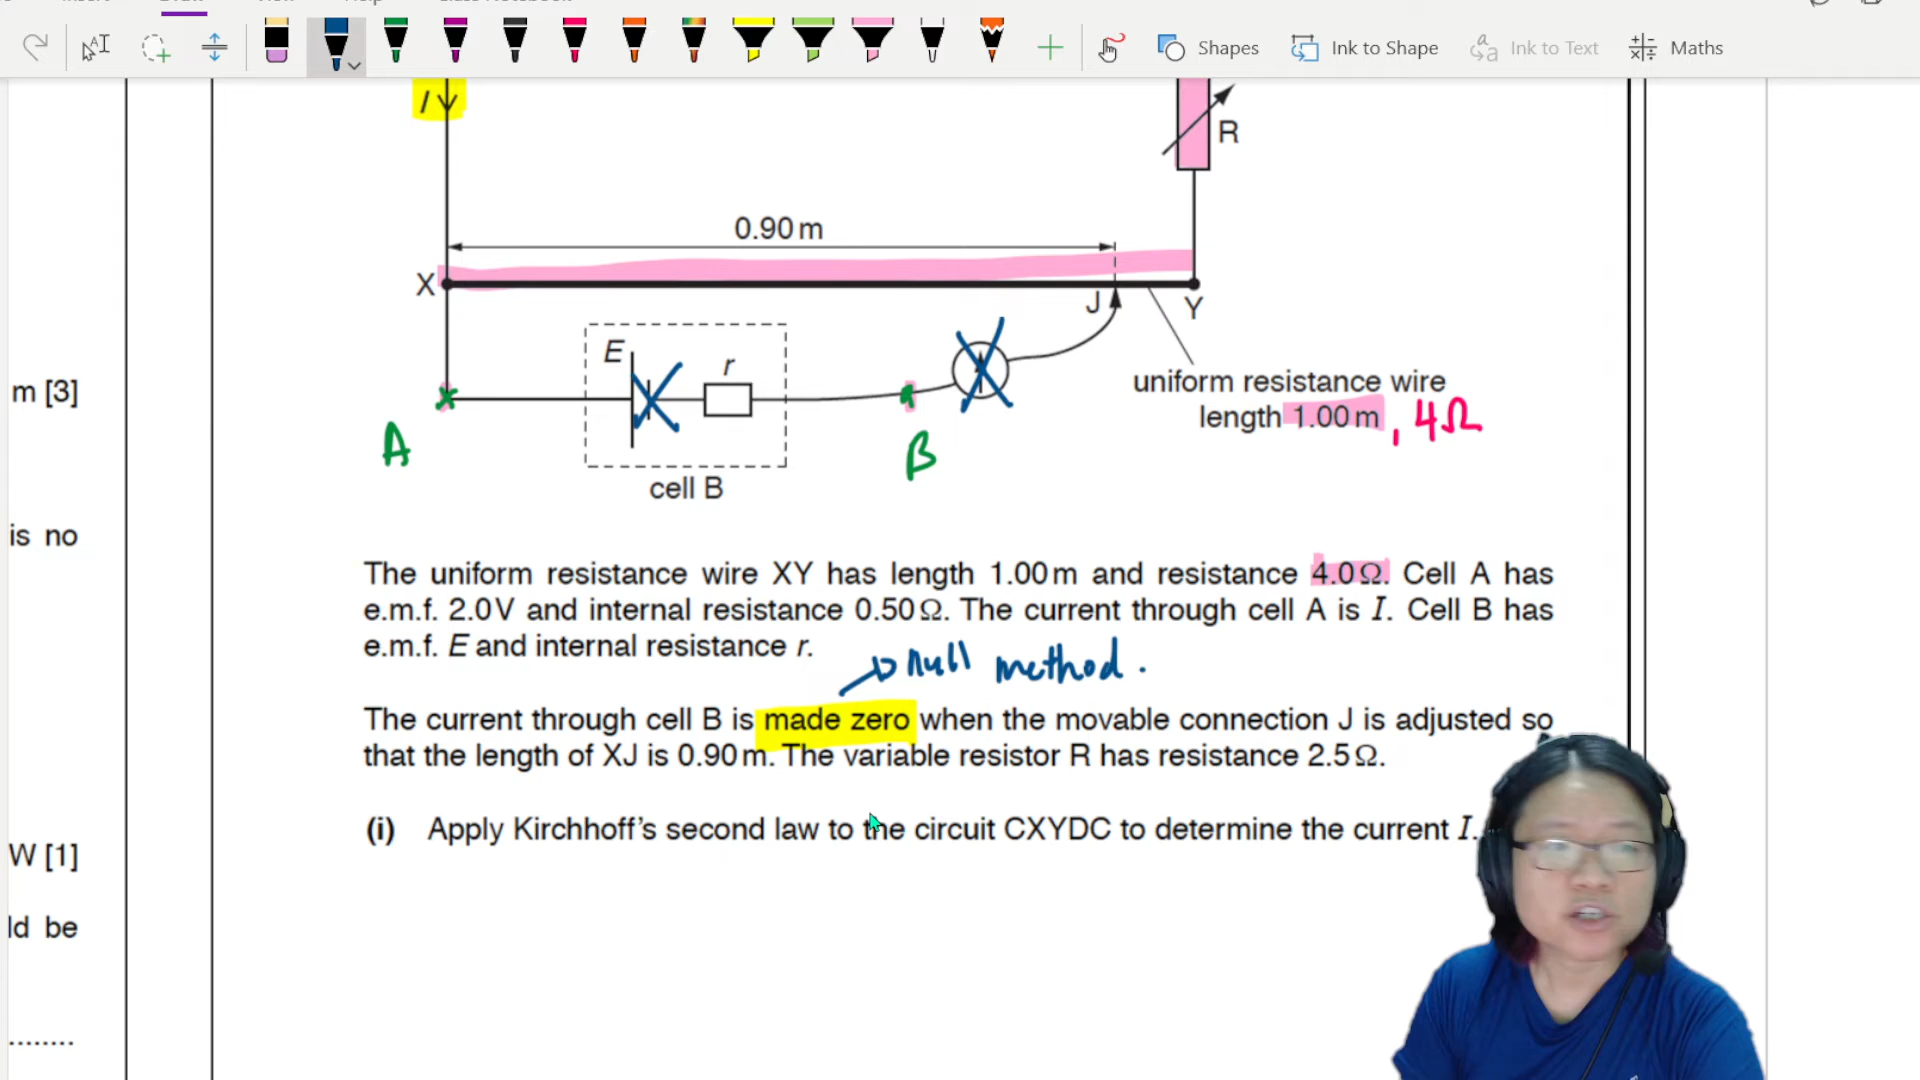 Shapes
Ink to Shape
Ink to Text
Maths
I
R
0.90 m
X
J
Y
E
r
uniform resistance wire
length 1.00 m , 4Ω
A
B
cell B
m [3]
is no
The uniform resistance wire XY has length 1.00 m and resistance 4.0 Ω. Cell A has
e.m.f. 2.0 V and internal resistance 0.50 Ω. The current through cell A is I. Cell B has
e.m.f. E and internal resistance r.
null method.
The current through cell B is made zero when the movable connection J is adjusted so
that the length of XJ is 0.90 m. The variable resistor R has resistance 2.5 Ω.
(i) Apply Kirchhoff's second law to the circuit CXYDC to determine the current I.
W [1]
ld be
........